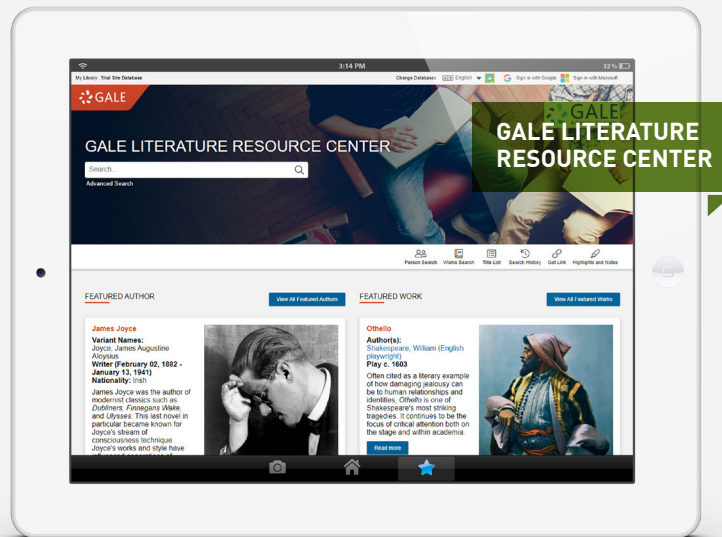 3:14 PM
32%
My Library: Trial Site Database
Change Databases
English
Sign in with Google
Sign in with Microsoft
GALE
GALE
GALE LITERATURE
RESOURCE CENTER
GALE LITERATURE RESOURCE CENTER
Search...
Advanced Search
Person Search
Works Search
Title List
Search History
Get Link
Highlights and Notes
FEATURED AUTHOR
View All Featured Authors
James Joyce
Variant Names:
Joyce, James Augustine
Aloysius
Writer (February 02, 1882 -
January 13, 1941)
Nationality: Irish
James Joyce was the author of
modernist classics such as
Dubliners, Finnegans Wake,
and Ulysses. This last novel in
particular became known for
Joyce's stream of
consciousness technique.
Joyce's works and style have
FEATURED WORK
View All Featured Works
Othello
Author(s):
Shakespeare, William (English
playwright)
Play c. 1603
Often cited as a literary example
of how damaging jealousy can
be to human relationships and
identities, Othello is one of
Shakespeare's most striking
tragedies. It continues to be the
focus of critical attention both on
the stage and within academia.
Read more